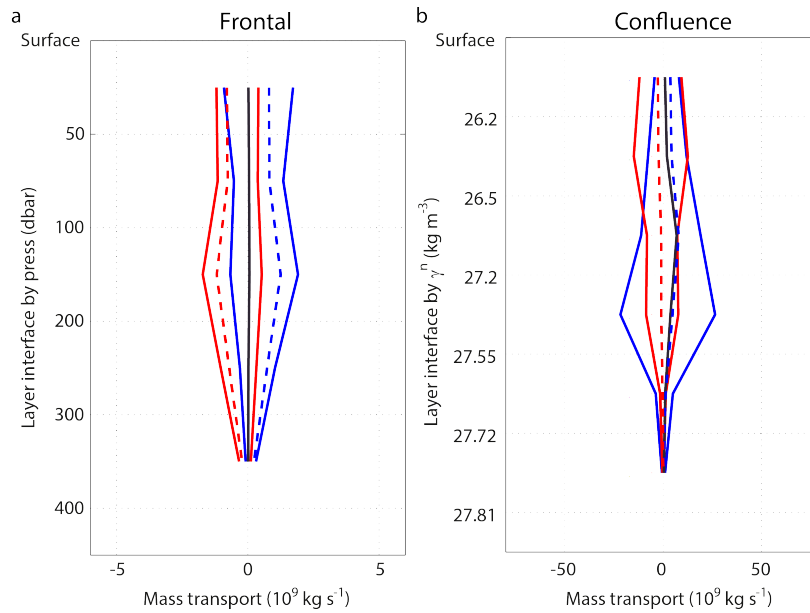 a
Frontal
Surface
50
100
200
300
400
Layer interface by press (dbar)
-5
0
5
Mass transport (10⁹ kg s⁻¹)
b
Confluence
Surface
26.2
26.5
27.2
27.55
27.72
27.81
Layer interface by γⁿ (kg m⁻³)
-50
0
50
Mass transport (10⁹ kg s⁻¹)